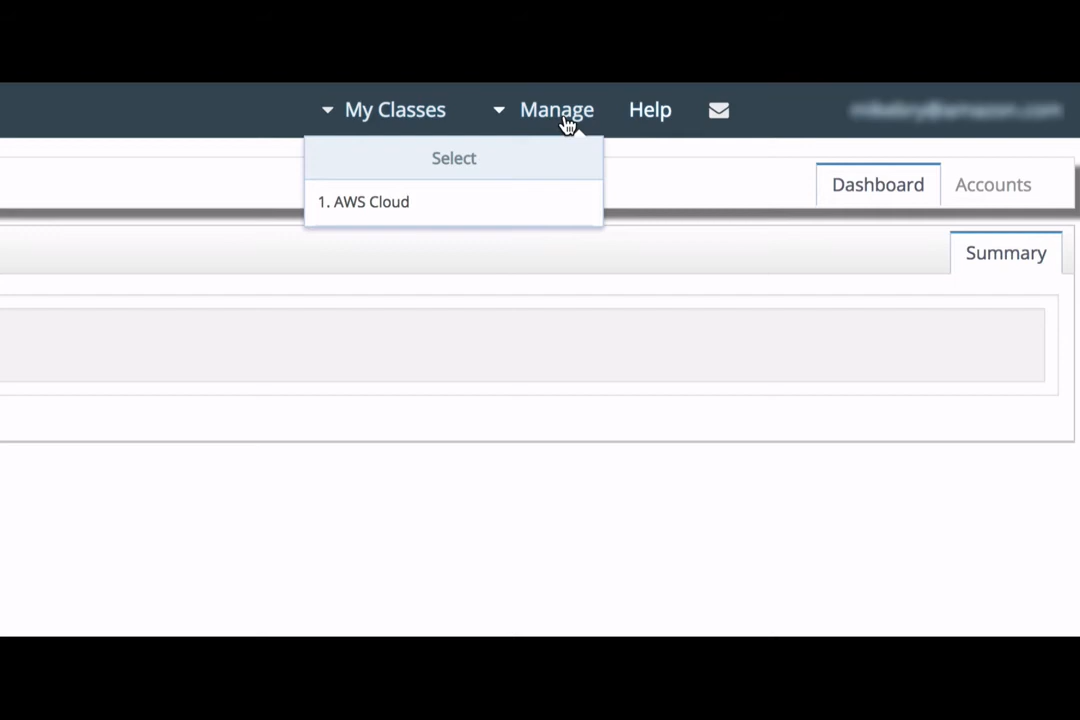 My Classes Manage Help
Select
1. AWS Cloud
Dashboard Accounts
Summary